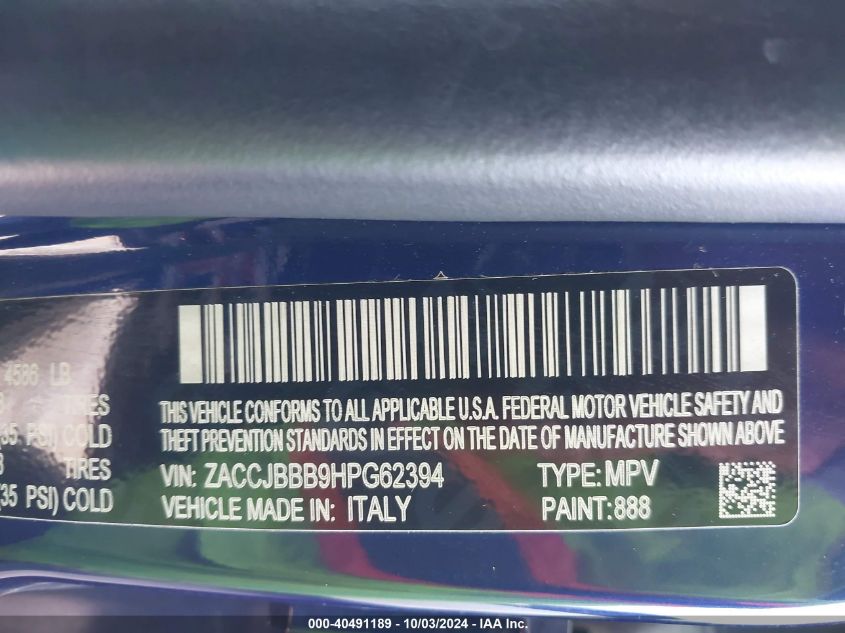 4586 LB
TIRES
35 PSI) COLD
TIRES
(35 PSI) COLD
THIS VEHICLE CONFORMS TO ALL APPLICABLE U.S.A. FEDERAL MOTOR VEHICLE SAFETY AND
THEFT PREVENTION STANDARDS IN EFFECT ON THE DATE OF MANUFACTURE SHOWN ABOVE
VIN: ZACCJBBB9HPG62394 TYPE: MPV
VEHICLE MADE IN: ITALY PAINT: 888
000-40491189 - 10/03/2024 - IAA Inc.